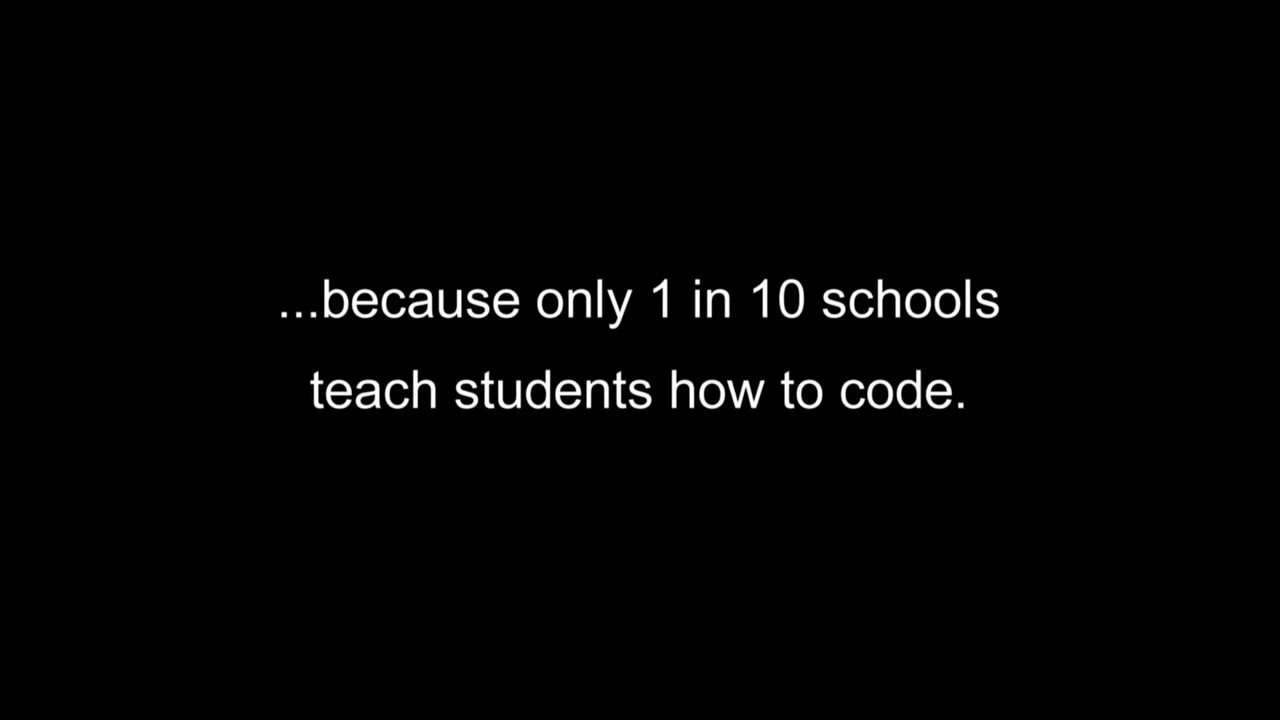 ...because only 1 in 10 schools
teach students how to code.